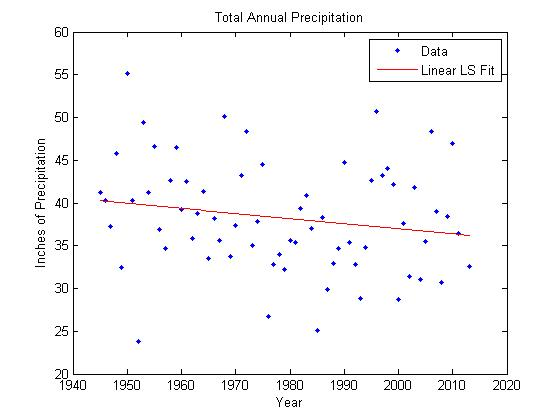 Total Annual Precipitation
60
55
50
45
40
35
30
25
20
Inches of Precipitation
Data
Linear LS Fit
1940 1950 1960 1970 1980 1990 2000 2010 2020
Year